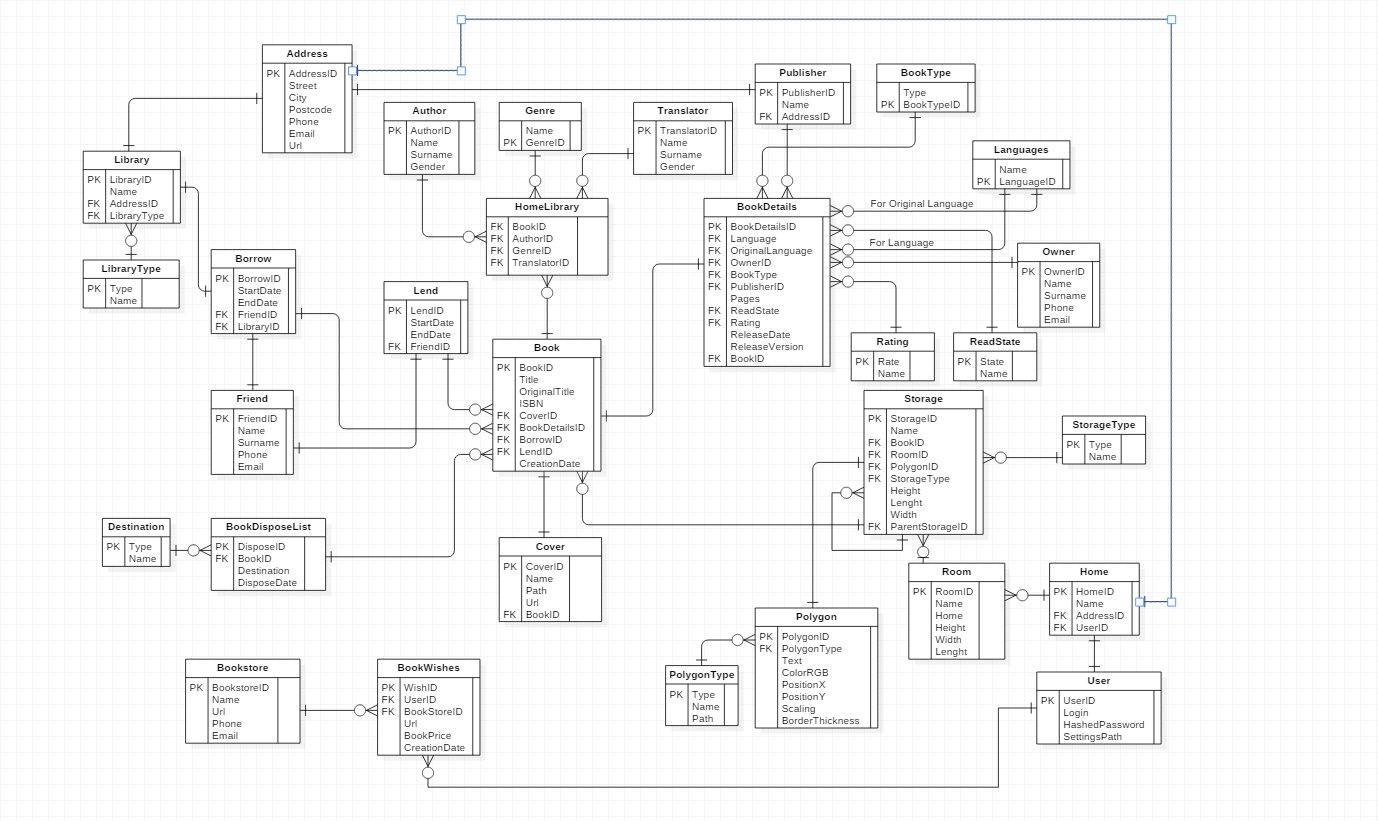 Address
PK AddressID
Street
City
Postcode
Phone
Email
Url
Publisher
PK PublisherID
Name
FK AddressID
BookType
Type
PK BookTypeID
Author
PK AuthorID
Name
Surname
Gender
Genre
Name
PK GenreID
Translator
PK TranslatorID
Name
Surname
Gender
Languages
Name
PK LanguageID
Library
PK LibraryID
Name
FK AddressID
FK LibraryType
HomeLibrary
FK BookID
FK AuthorID
FK GenreID
FK TranslatorID
BookDetails
PK BookDetailsID
FK Language
FK OriginalLanguage
FK OwnerID
FK BookType
FK PublisherID
Pages
FK ReadState
FK Rating
ReleaseDate
ReleaseVersion
FK BookID
For Original Language
For Language
Owner
PK OwnerID
Name
Surname
Phone
Email
LibraryType
PK Type
Name
Borrow
PK BorrowID
StartDate
EndDate
FK FriendID
FK LibraryID
Lend
PK LendID
StartDate
EndDate
FK FriendID
Book
PK BookID
Title
OriginalTitle
ISBN
FK CoverID
FK BookDetailsID
FK BorrowID
FK LendID
CreationDate
Rating
PK Rate
Name
ReadState
PK State
Name
Friend
PK FriendID
Name
Surname
Phone
Email
Storage
PK StorageID
Name
FK BookID
FK RoomID
FK PolygonID
FK StorageType
Height
Lenght
Width
FK ParentStorageID
StorageType
PK Type
Name
Destination
PK Type
Name
BookDisposeList
PK DisposeID
FK BookID
Destination
DisposeDate
Cover
PK CoverID
Name
Path
Url
FK BookID
Room
PK RoomID
Name
Home
Height
Width
Lenght
Home
PK HomeID
Name
FK AddressID
FK UserID
Polygon
PK PolygonID
FK PolygonType
Text
ColorRGB
PositionX
PositionY
Scaling
BorderThickness
PolygonType
PK Type
Name
Path
Bookstore
PK BookstoreID
Name
Url
Phone
Email
BookWishes
PK WishID
FK UserID
FK BookStoreID
Url
BookPrice
CreationDate
User
PK UserID
Login
HashedPassword
SettingsPath